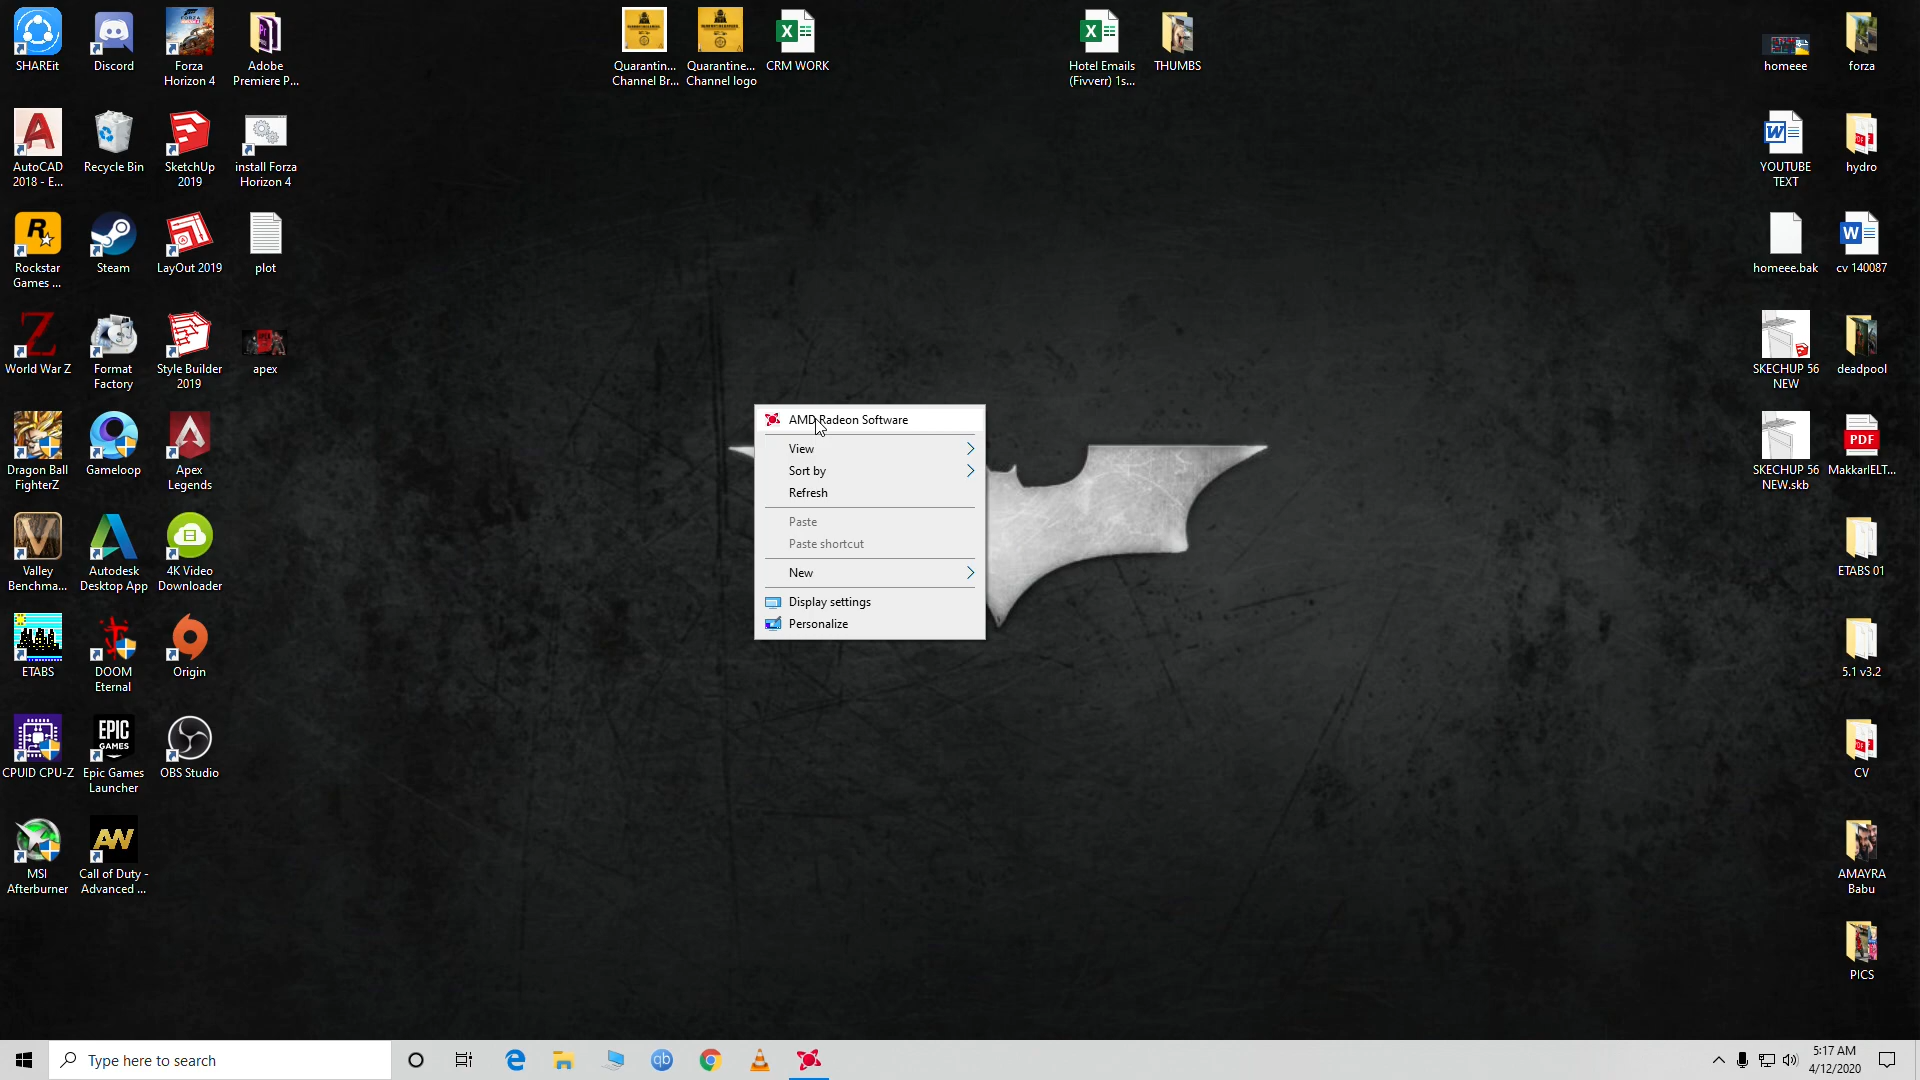 SHAREit
Discord
Forza
Horizon 4
Adobe
Premiere P...
Quarantin...
Channel Br...
Quarantine...
Channel logo
CRM WORK
Hotel Emails
(Fivverr) 1s...
THUMBS
homeee
forza
AutoCAD
2018 - E...
Recycle Bin
SketchUp
2019
install Forza
Horizon 4
YOUTUBE
TEXT
hydro
Rockstar
Games ...
Steam
LayOut 2019
plot
homeee.bak
cv 140087
World War Z
Format
Factory
Style Builder
2019
apex
SKECHUP 56
NEW
deadpool
Dragon Ball
FighterZ
Gameloop
Apex
Legends
SKECHUP 56
NEW.skb
PDF
MakkarIELT...
AMD Radeon Software
View
Sort by
Refresh
Paste
Paste shortcut
New
Display settings
Personalize
Valley
Benchma...
Autodesk
Desktop App
4K Video
Downloader
ETABS 01
ETABS
DOOM
Eternal
Origin
5.1 v3.2
CPUID CPU-Z
EPIC
GAMES
Epic Games
Launcher
OBS Studio
CV
MSI
Afterburner
AW
Call of Duty -
Advanced ...
AMAYRA
Babu
PICS
Type here to search
qb
5:17 AM
4/12/2020